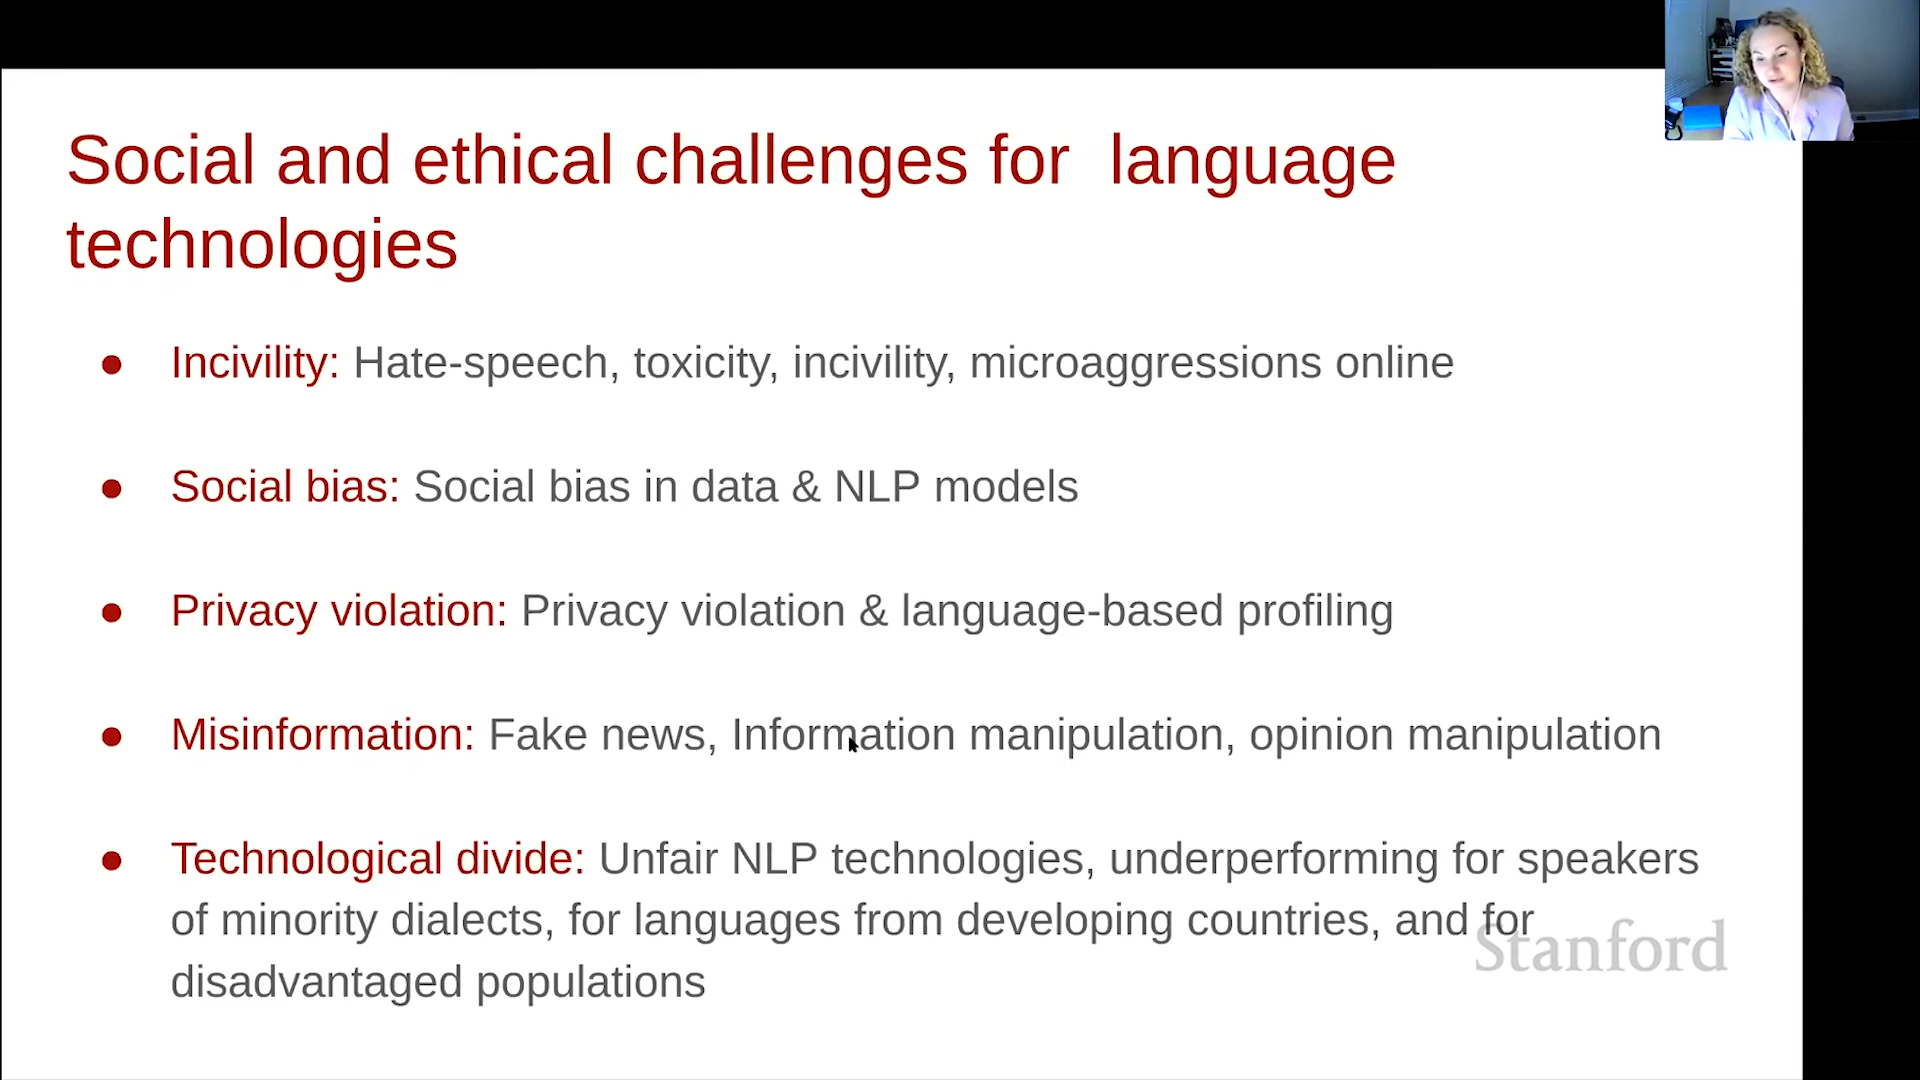 Social and ethical challenges for  language
technologies
● Incivility: Hate-speech, toxicity, incivility, microaggressions online
● Social bias: Social bias in data & NLP models
● Privacy violation: Privacy violation & language-based profiling
● Misinformation: Fake news, Information manipulation, opinion manipulation
● Technological divide: Unfair NLP technologies, underperforming for speakers
of minority dialects, for languages from developing countries, and for
disadvantaged populations
Stanford